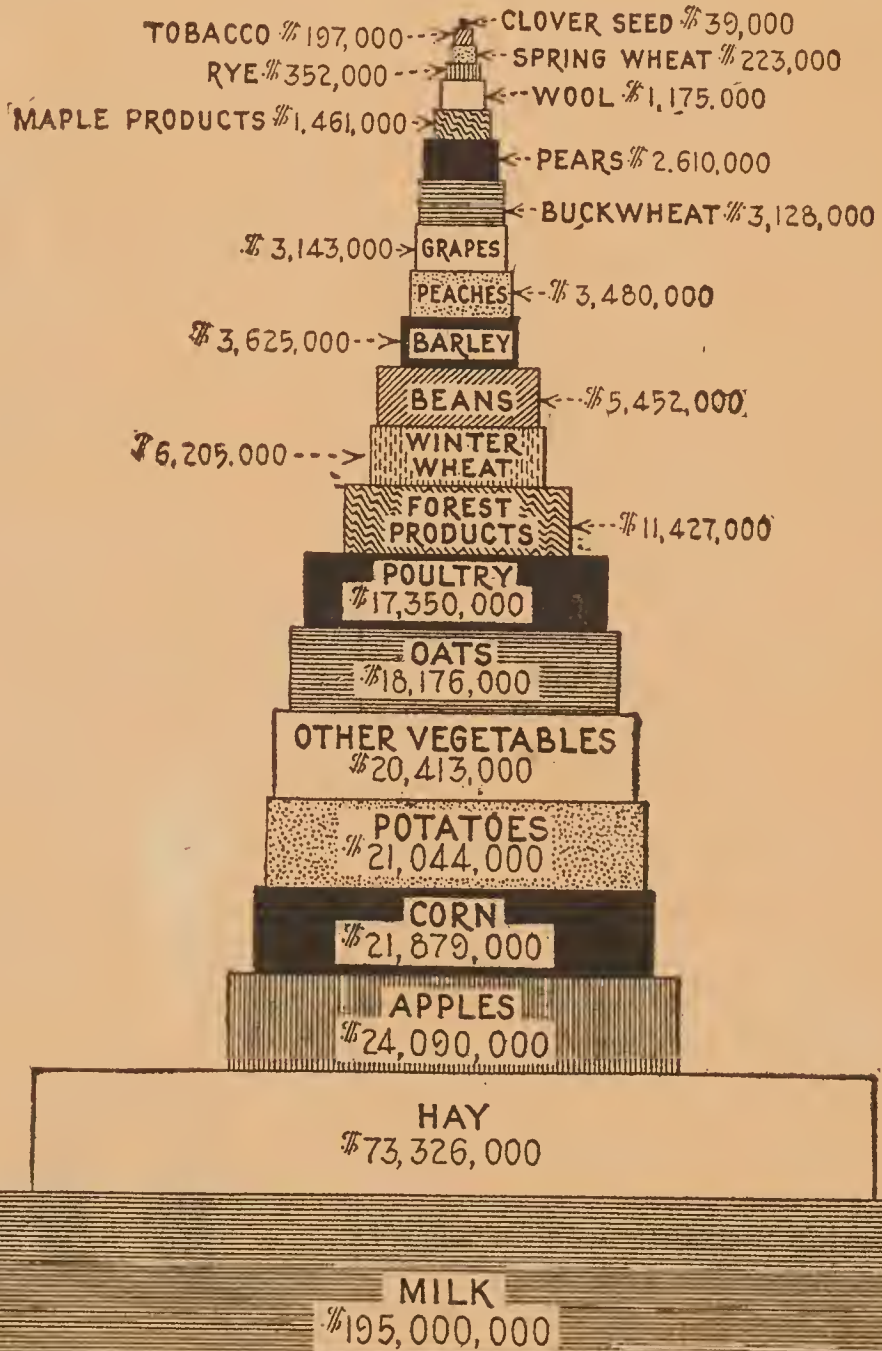 CLOVER SEED $39,000
TOBACCO $197,000
SPRING WHEAT $223,000
RYE $352,000
WOOL $1,175.000
MAPLE PRODUCTS $1,461,000
PEARS $2.610,000
BUCKWHEAT $3,128,000
$3,143,000 GRAPES
PEACHES $3,480,000
$3,625,000 BARLEY
BEANS $5,452,000
$6,205.000
WINTER
WHEAT
FOREST
PRODUCTS $11,427,000
POULTRY
$17,350,000
OATS
$18,176,000
OTHER VEGETABLES
$20,413,000
POTATOES
$21,044,000
CORN
$21,879,000
APPLES
$24,090,000
HAY
$73,326,000
MILK
$195,000,000